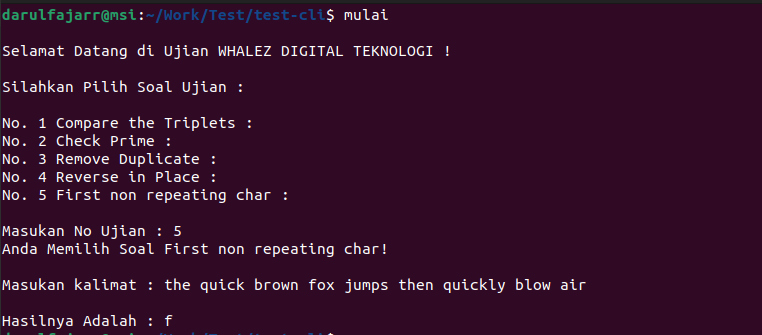 darulfajarr@msi:~/Work/Test/test-cli$ mulai
Selamat Datang di Ujian WHALEZ DIGITAL TEKNOLOGI !
Silahkan Pilih Soal Ujian :
No. 1 Compare the Triplets :
No. 2 Check Prime :
No. 3 Remove Duplicate :
No. 4 Reverse in Place :
No. 5 First non repeating char :
Masukan No Ujian : 5
Anda Memilih Soal First non repeating char!
Masukan kalimat : the quick brown fox jumps then quickly blow air
Hasilnya Adalah : f